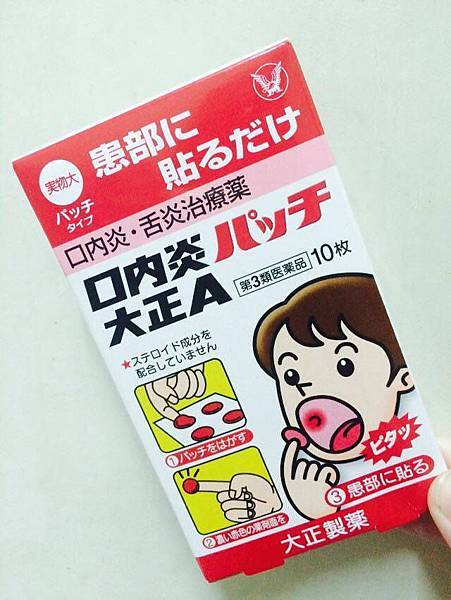 患部に
貼るだけ
実物大
パッチ
タイプ
口内炎・舌炎治療薬
口内炎パッチ
大正A
第3類医薬品
10枚
★ステロイド成分を
配合していません
①パッチをはがす
②濃い赤色の薬剤面を
ピタッ
③患部に貼る
大正製薬